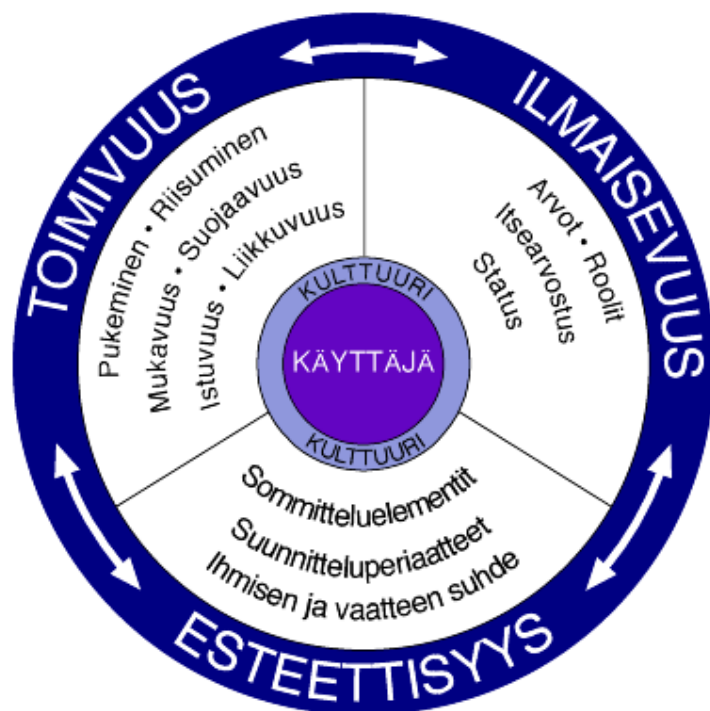 TOIMIVUUS
Pukeminen • Riisuminen
Mukavuus • Suojaavuus
Istuvuus • Liikkuvuus
ILMAISEVUUS
Arvot • Roolit
Itsearvostus
Status
KULTTUURI
KÄYTTÄJÄ
KULTTUURI
Sommitteluelementit
Suunnitteluperiaatteet
Ihmisen ja vaatteen suhde
ESTEETTISYYS